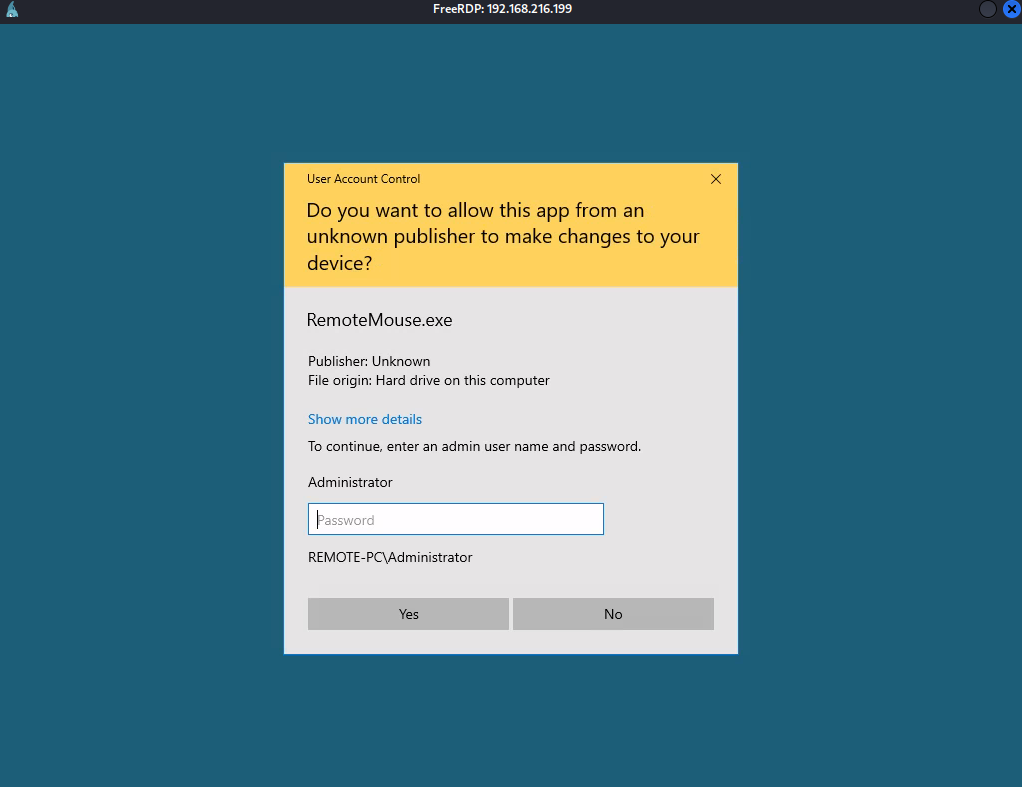 FreeRDP: 192.168.216.199
User Account Control
Do you want to allow this app from an
unknown publisher to make changes to your
device?
RemoteMouse.exe
Publisher: Unknown
File origin: Hard drive on this computer
Show more details
To continue, enter an admin user name and password.
Administrator
Password
REMOTE-PC\Administrator
Yes
No